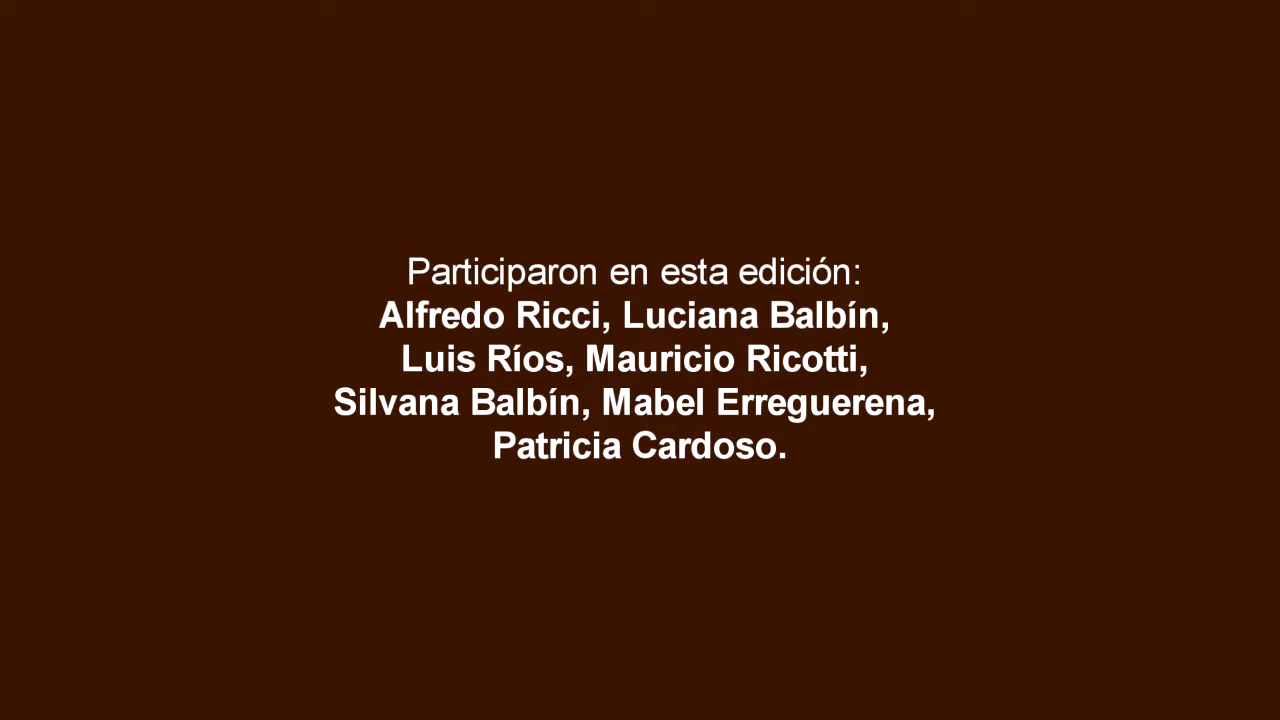 Participaron en esta edición:
Alfredo Ricci, Luciana Balbín,
Luis Ríos, Mauricio Ricotti,
Silvana Balbín, Mabel Erreguerena,
Patricia Cardoso.